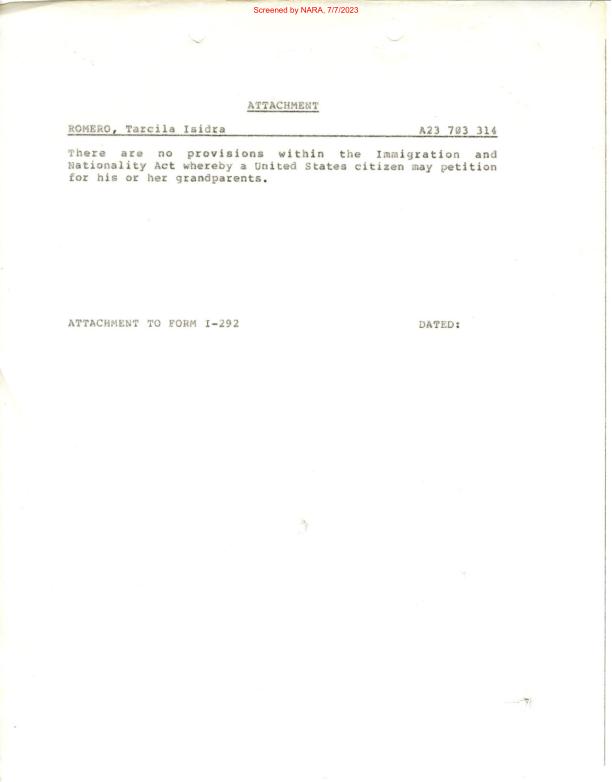 Screened by NARA, 7/7/2023
ATTACHMENT
ROMERO, Tarcila Isidra A23 703 314
There are no provisions within the Immigration and
Nationality Act whereby a United States citizen may petition
for his or her grandparents.
ATTACHMENT TO FORM I-292 DATED: